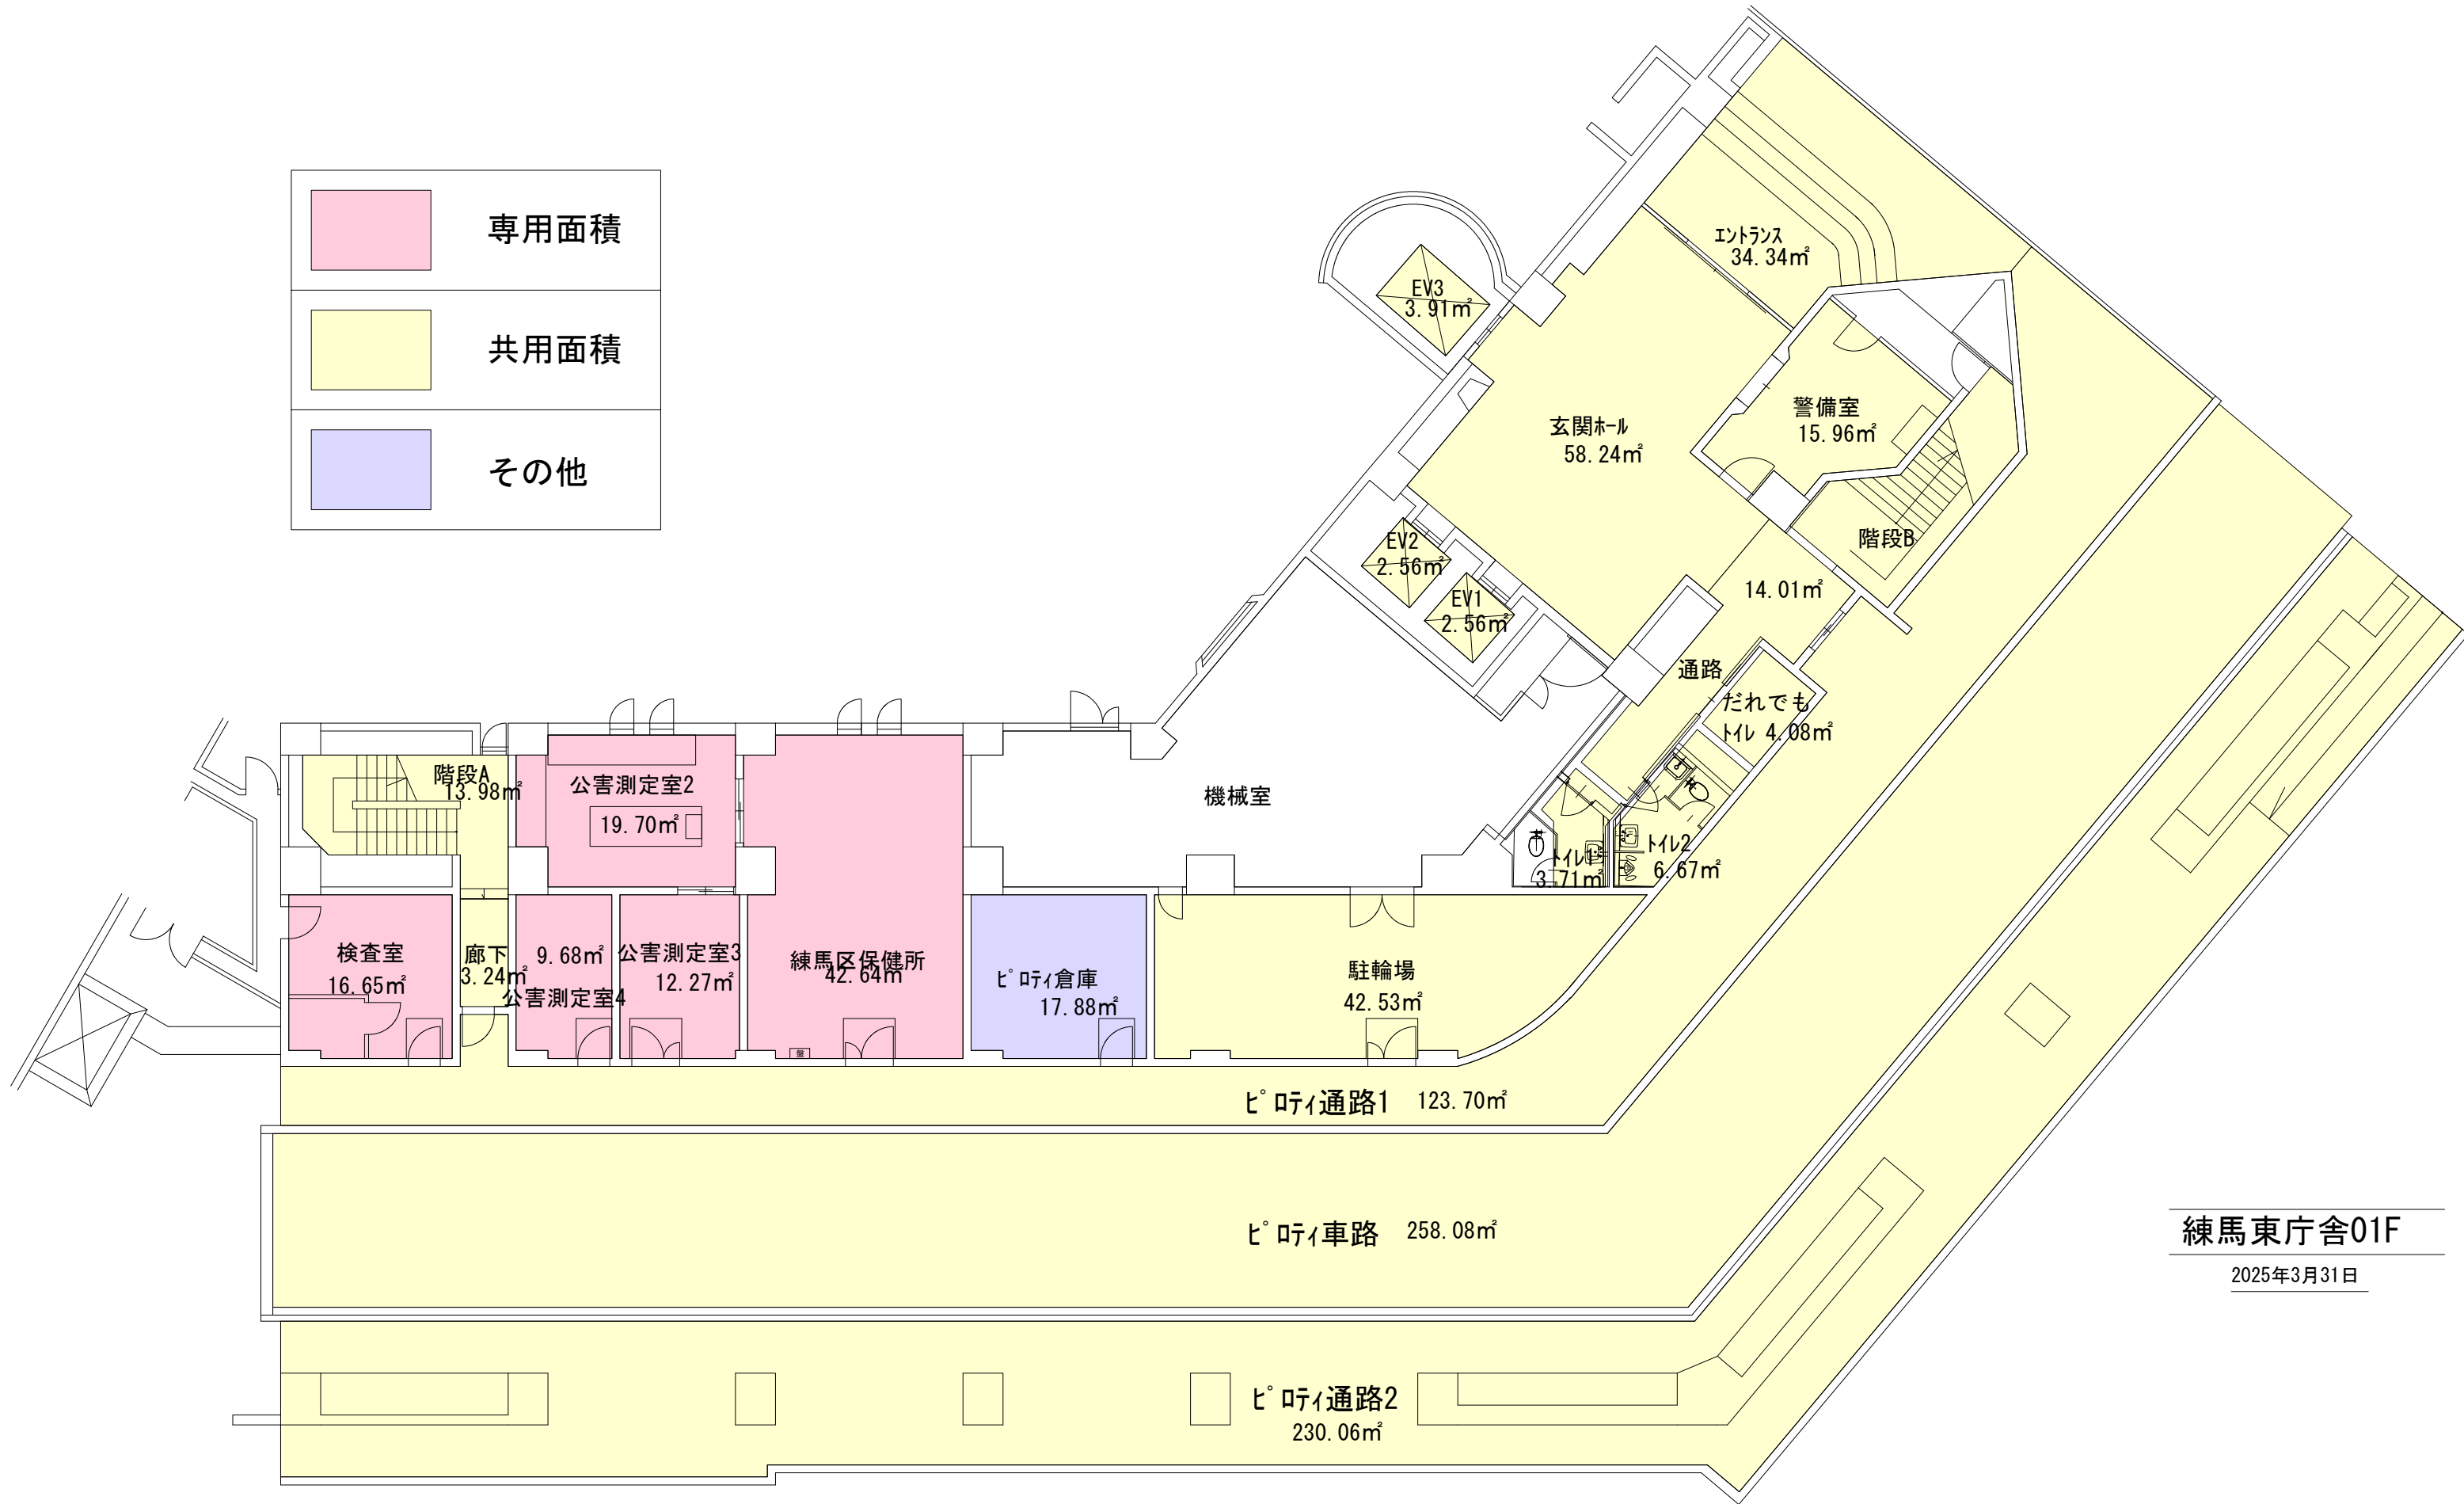 専用面積
共用面積
その他
エントランス
34.34㎡
EV3
3.91㎡
警備室
15.96㎡
玄関ホール
58.24㎡
EV2
2.56㎡
階段B
EV1
2.56㎡
14.01㎡
通路
だれでも
トイレ 4.08㎡
階段A
13.98㎡
公害測定室2
19.70㎡
機械室
トイレ1
3.71㎡
トイレ2
6.67㎡
検査室
16.65㎡
廊下
3.24㎡
9.68㎡
公害測定室4
公害測定室3
12.27㎡
練馬区保健所
42.64㎡
盤
ピロティ倉庫
17.88㎡
駐輪場
42.53㎡
ピロティ通路1 123.70㎡
ピロティ車路 258.08㎡
ピロティ通路2
230.06㎡
練馬東庁舎01F
2025年3月31日